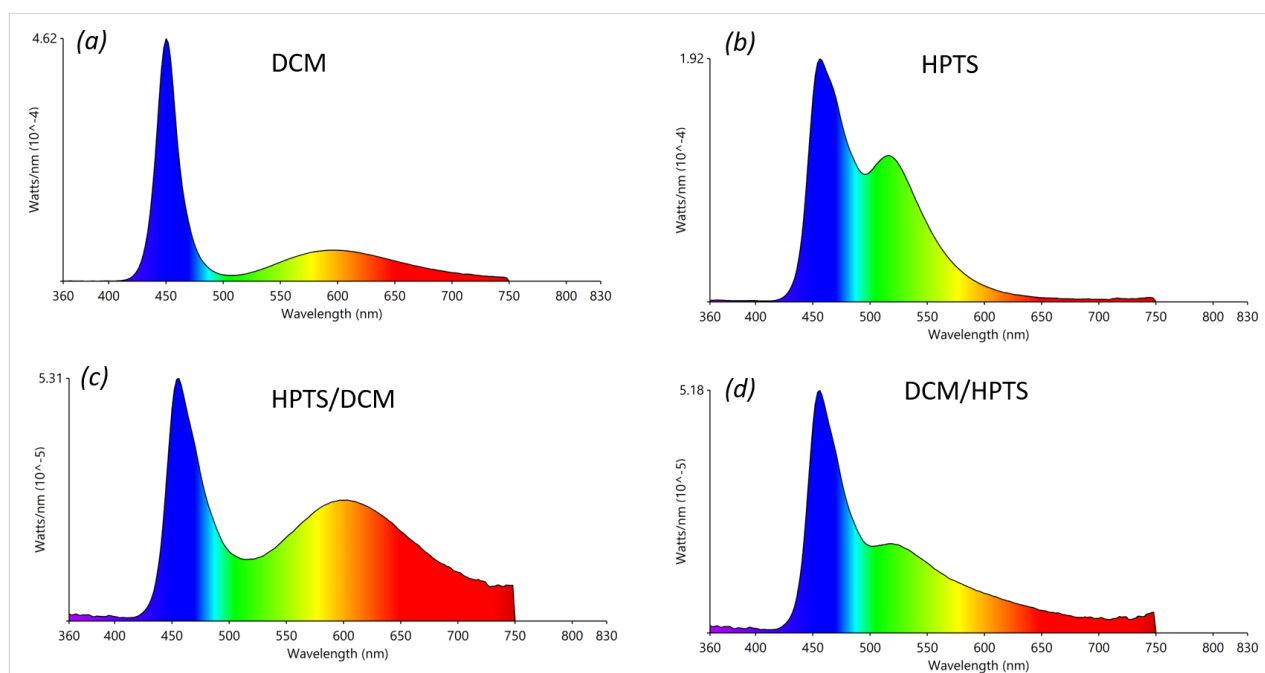 (a)
DCM
4.62
Watts/nm (10^-4)
360 400 450 500 550 600 650 700 750 800 830
Wavelength (nm)
(b)
HPTS
1.92
Watts/nm (10^-4)
360 400 450 500 550 600 650 700 750 800 830
Wavelength (nm)
(c)
HPTS/DCM
5.31
Watts/nm (10^-5)
360 400 450 500 550 600 650 700 750 800 830
Wavelength (nm)
(d)
DCM/HPTS
5.18
Watts/nm (10^-5)
360 400 450 500 550 600 650 700 750 800 830
Wavelength (nm)